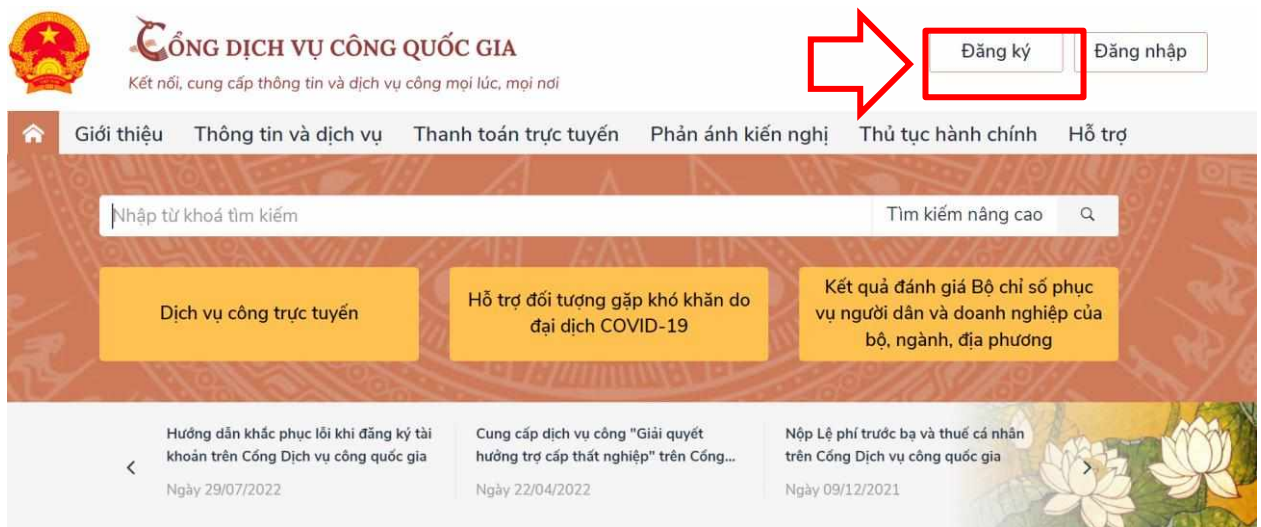 CỔNG DỊCH VỤ CÔNG QUỐC GIA
Kết nối, cung cấp thông tin và dịch vụ công mọi lúc, mọi nơi
Đăng ký
Đăng nhập
Giới thiệu
Thông tin và dịch vụ
Thanh toán trực tuyến
Phản ánh kiến nghị
Thủ tục hành chính
Hỗ trợ
Nhập từ khoá tìm kiếm
Tìm kiếm nâng cao
Dịch vụ công trực tuyến
Hỗ trợ đối tượng gặp khó khăn do
đại dịch COVID-19
Kết quả đánh giá Bộ chỉ số phục
vụ người dân và doanh nghiệp của
bộ, ngành, địa phương
Hướng dẫn khắc phục lỗi khi đăng ký tài
khoản trên Cổng Dịch vụ công quốc gia
Ngày 29/07/2022
Cung cấp dịch vụ công "Giải quyết
hưởng trợ cấp thất nghiệp" trên Cổng...
Ngày 22/04/2022
Nộp Lệ phí trước bạ và thuế cá nhân
trên Cổng Dịch vụ công quốc gia
Ngày 09/12/2021